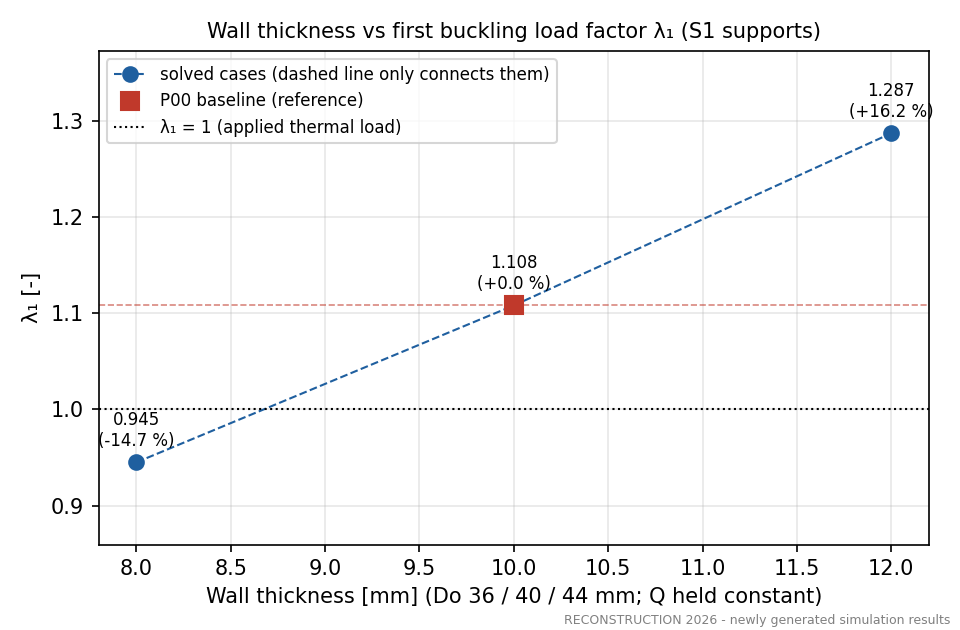 Wall thickness vs first buckling load factor λ₁ (S1 supports)
solved cases (dashed line only connects them)
P00 baseline (reference)
λ₁ = 1 (applied thermal load)
1.287
(+16.2 %)
1.108
(+0.0 %)
0.945
(-14.7 %)
1.3
1.2
1.1
1.0
0.9
λ₁ [-]
8.0 8.5 9.0 9.5 10.0 10.5 11.0 11.5 12.0
Wall thickness [mm] (Do 36 / 40 / 44 mm; Q held constant)
RECONSTRUCTION 2026 - newly generated simulation results